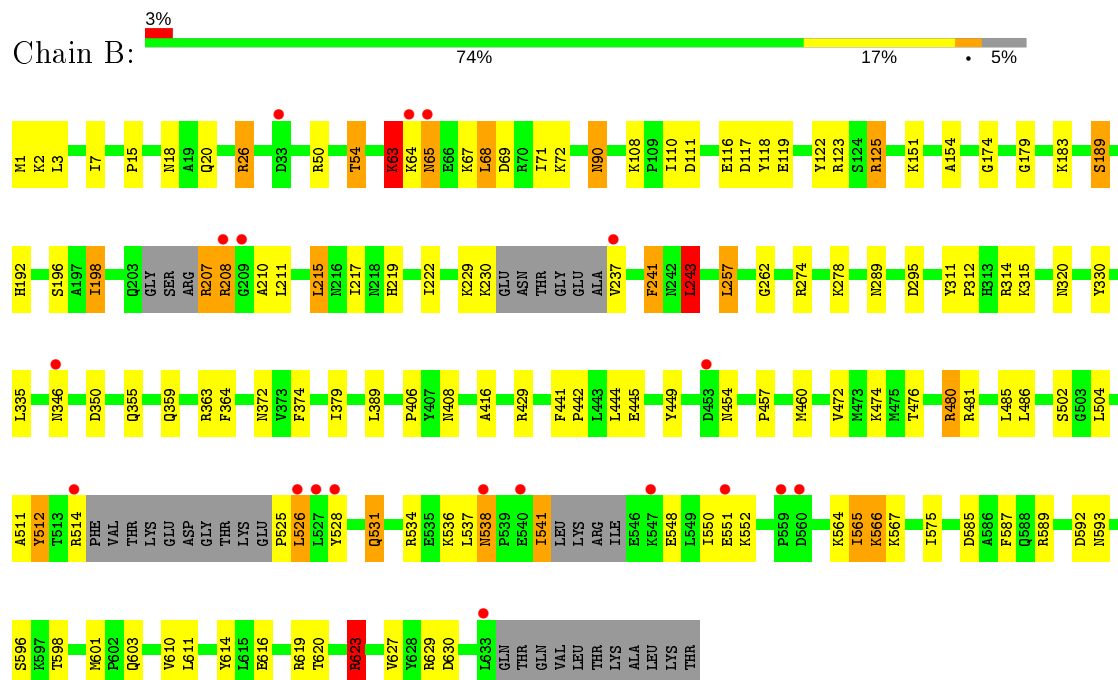 3%
Chain B:
74% 17% • 5%
M1 K2 L3 I7 P15 N18 A19 Q20 R26 D33 R50 T54 K63 K64 N65 E66 K67 L68 D69 R70 I71 K72 N90 K108 P109 I110 D111 E116 D117 Y118 E119 Y122 R123 S124 R125 K151 A154 G174 G179 K183 S189
H192 S196 A197 I198 Q203 GLY SER ARG R207 R208 G209 A210 L211 L215 N216 I217 N218 H219 I222 K229 K230 GLU ASN THR GLY GLU ALA V237 F241 N242 L243 L257 G262 R274 K278 N289 D295 Y311 P312 H313 R314 K315 N320 Y330
L335 N346 D350 Q355 Q359 R363 F364 N372 V373 F374 I379 L389 P406 Y407 N408 A416 R429 F441 P442 L443 L444 E445 Y449 D453 N454 P457 M460 V472 M473 K474 M475 T476 R480 R481 L485 L486 S502 G503 L504
A511 Y512 T513 R514 PHE VAL THR LYS GLU ASP GLY THR LYS GLU P525 L526 L527 Y528 Q531 R534 E535 K536 L537 N538 P539 E540 I541 LEU LYS ARG ILE E546 K547 E548 L549 I550 E551 K552 P559 D560 K564 I565 K566 K567 I575 D585 A586 F587 Q588 R589 D592 N593
S596 K597 T598 M601 P602 Q603 V610 L611 Y614 L615 E616 R619 T620 R623 V627 Y628 R629 D630 L633 GLN THR GLN VAL LEU THR LYS ALA LEU LYS THR